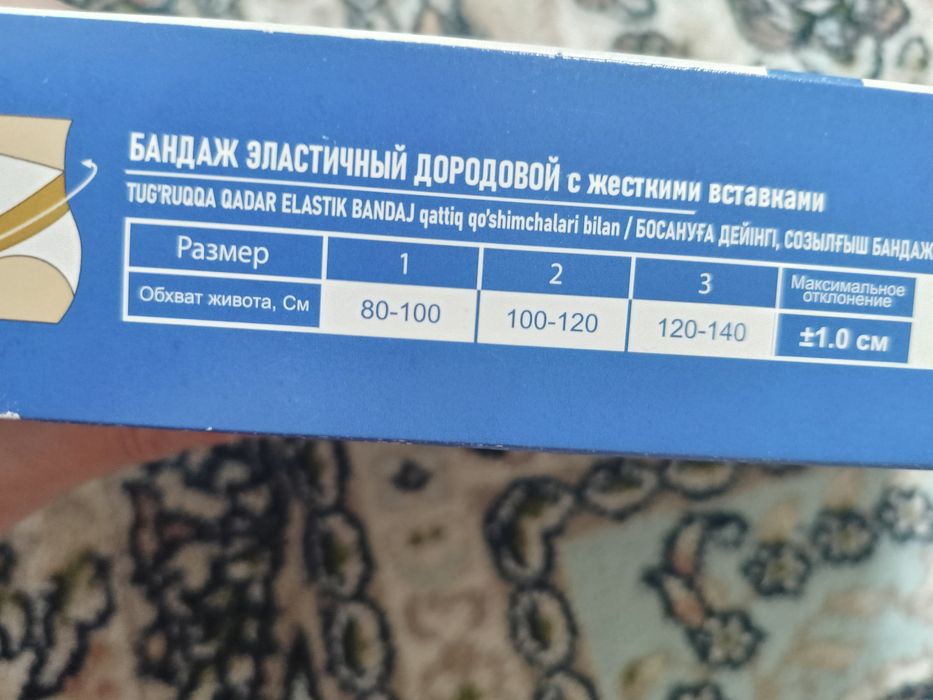 БАНДАЖ ЭЛАСТИЧНЫЙ ДОРОДОВОЙ с жесткими вставками
TUG'RUQQA QADAR ELASTIK BANDAJ qattiq qo'shimchalari bilan / БОСАНУҒА ДЕЙІНГІ, СОЗЫЛҒЫШ БАНДАЖ
Размер 1 2 3 Максимальное отклонение
Обхват живота, См 80-100 100-120 120-140 ±1.0 см